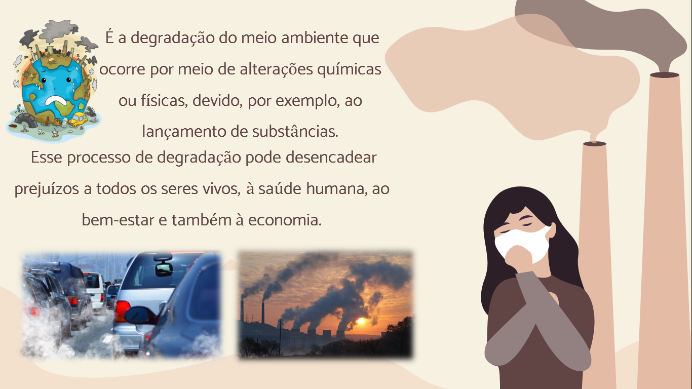 É a degradação do meio ambiente que
ocorre por meio de alterações químicas
ou físicas, devido, por exemplo, ao
lançamento de substâncias.
Esse processo de degradação pode desencadear
prejuízos a todos os seres vivos, à saúde humana, ao
bem-estar e também à economia.